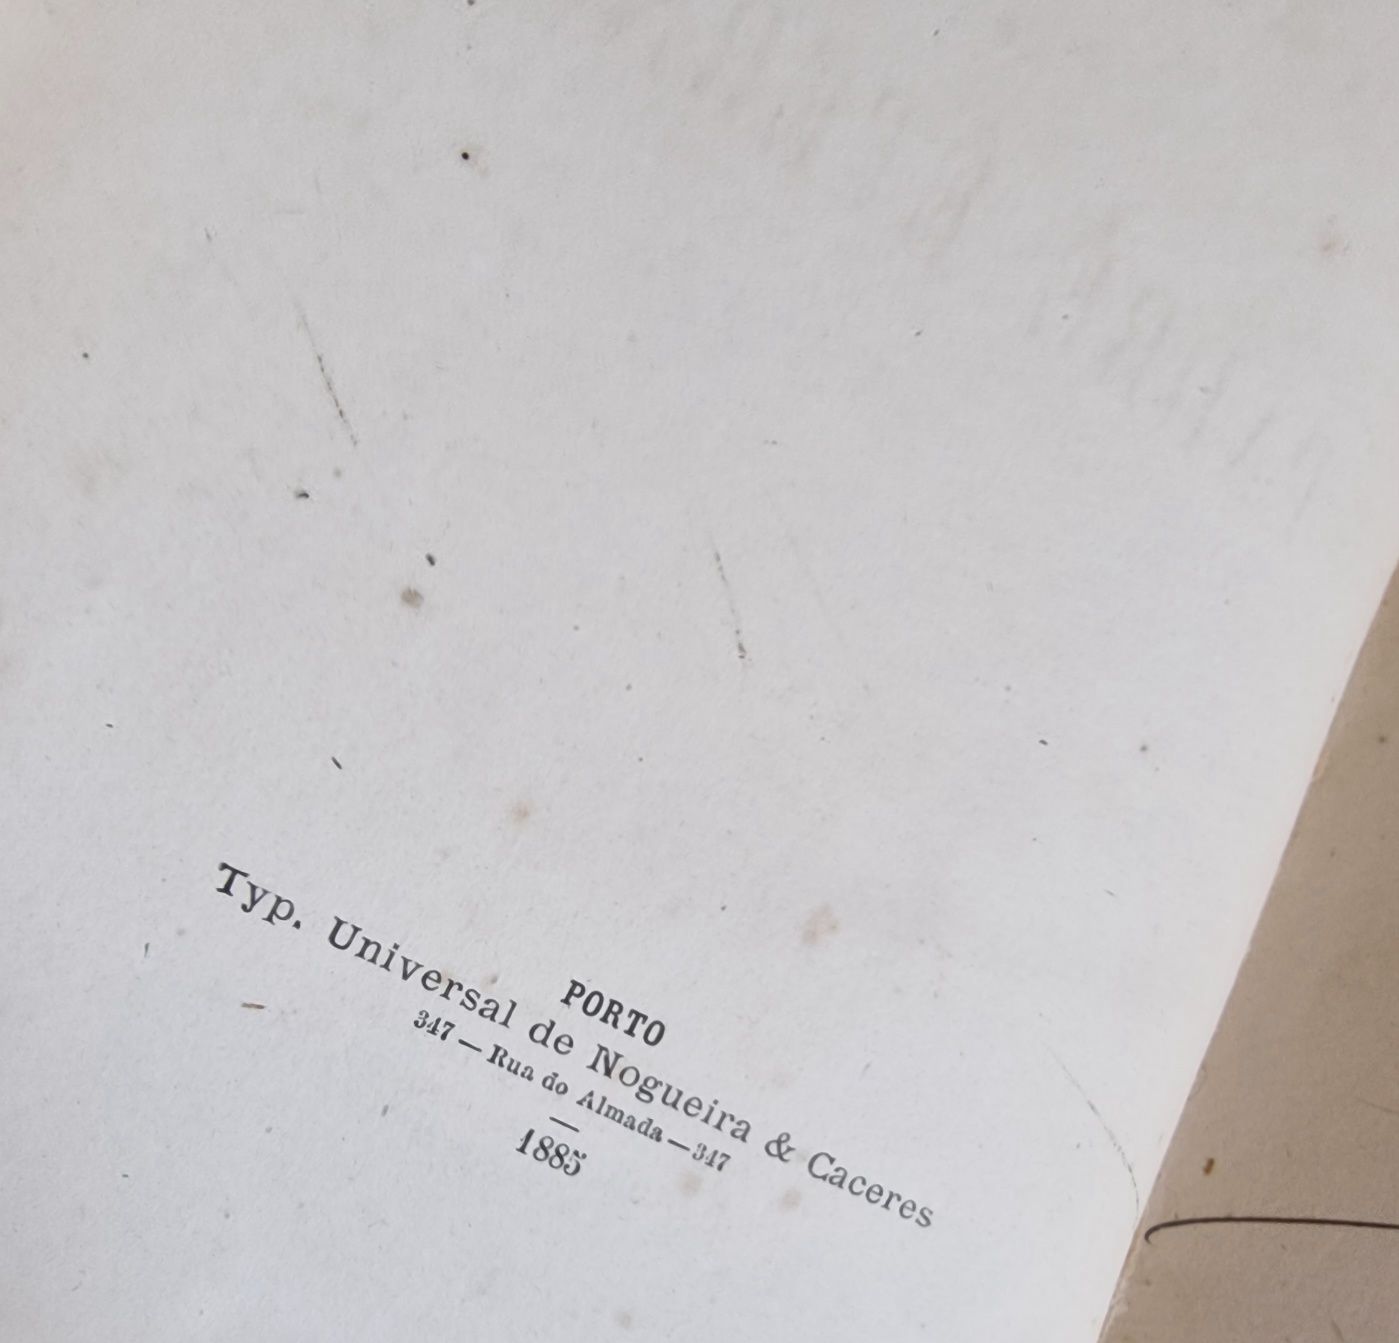 PORTO
Typ. Universal de Nogueira & Caceres
347 — Rua do Almada — 347
—
1885